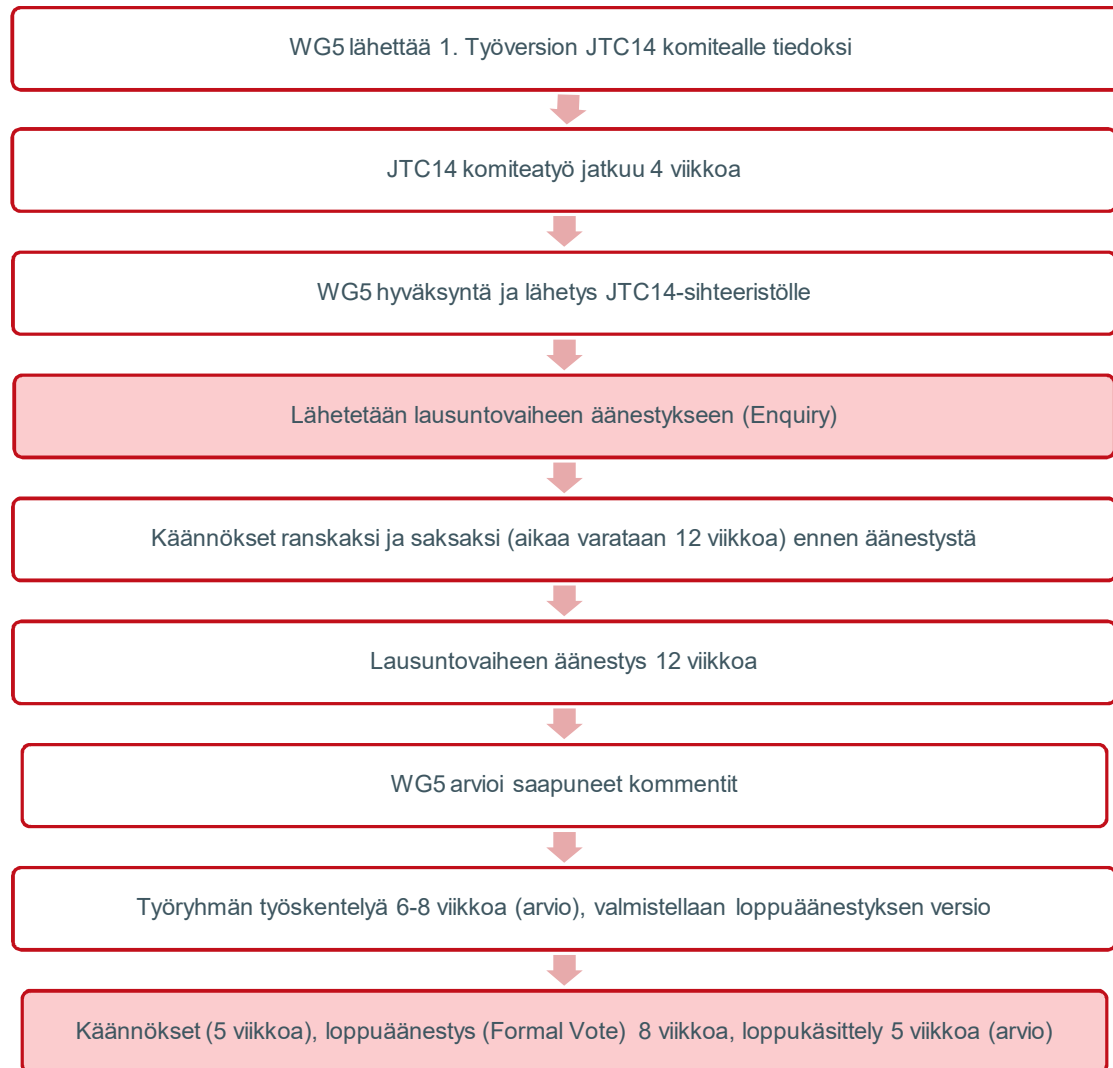 WG5 lähettää 1. Työversion JTC14 komitealle tiedoksi
JTC14 komiteatyö jatkuu 4 viikkoa
WG5 hyväksyntä ja lähetys JTC14-sihteeristölle
Lähetetään lausuntovaiheen äänestykseen (Enquiry)
Käännökset ranskaksi ja saksaksi (aikaa varataan 12 viikkoa) ennen äänestystä
Lausuntovaiheen äänestys 12 viikkoa
WG5 arvioi saapuneet kommentit
Työryhmän työskentelyä 6-8 viikkoa (arvio), valmistellaan loppuäänestyksen versio
Käännökset (5 viikkoa), loppuäänestys (Formal Vote) 8 viikkoa, loppukäsittely 5 viikkoa (arvio)